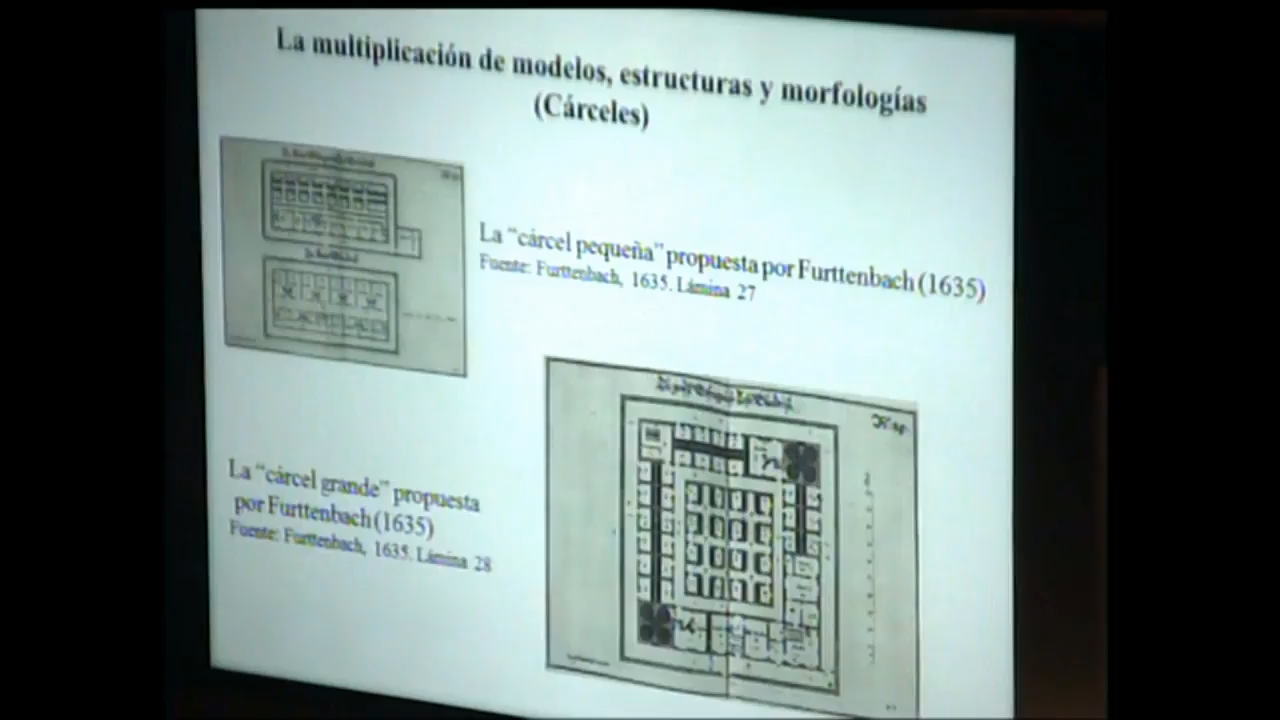 La multiplicación de modelos, estructuras y morfologías
(Cárceles)
La “cárcel pequeña” propuesta por Furttenbach (1635)
Fuente: Furttenbach, 1635. Lámina 27
La “cárcel grande” propuesta
por Furttenbach (1635)
Fuente: Furttenbach, 1635. Lámina 28